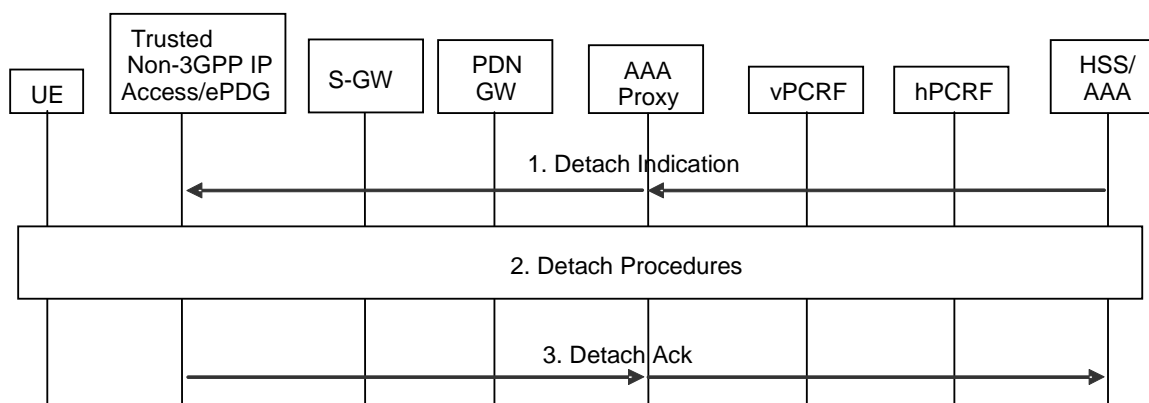 UE
Trusted
Non-3GPP IP
Access/ePDG
S-GW
PDN
GW
AAA
Proxy
vPCRF
hPCRF
HSS/
AAA
1. Detach Indication
2. Detach Procedures
3. Detach Ack